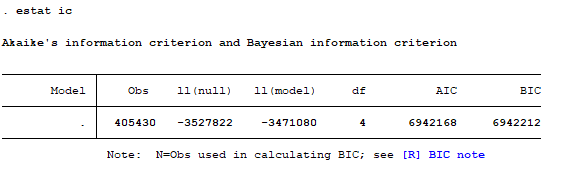 . estat ic
Akaike's information criterion and Bayesian information criterion
Model Obs ll(null) ll(model) df AIC BIC
. 405430 -3527822 -3471080 4 6942168 6942212
Note: N=Obs used in calculating BIC; see [R] BIC note